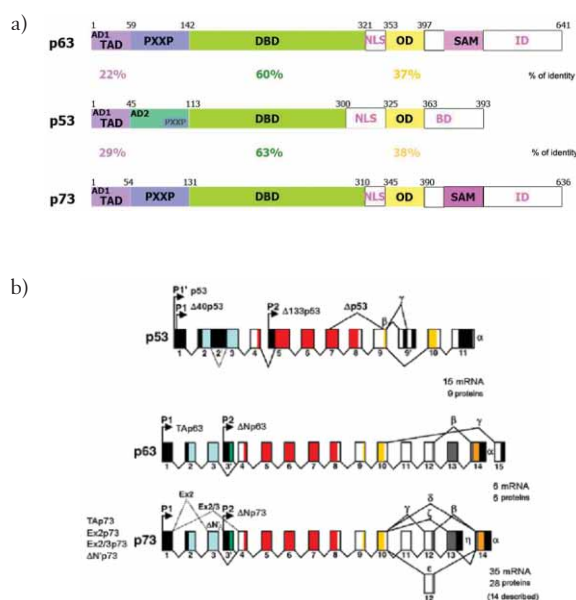 a)
1 59 142 321 353 397 641
p63 AD1 TAD PXXP DBD NLS OD SAM ID
22% 60% 37% % of identity
1 45 113 300 325 363 393
p53 AD1 TAD AD2 PXXP DBD NLS OD BD
29% 63% 38% % of identity
1 54 131 310 345 390 636
p73 AD1 TAD PXXP DBD NLS OD SAM ID
b)
P1' p53
P1 Δ40p53 P2 Δ133p53 Δp53 β γ
p53 α
1 2 2' 3 4 5 6 7 8 9 9' 10 11
15 mRNA
9 proteins
P1 TAp63 P2 ΔNp63 β γ
p63 α
1 2 3 3' 4 5 6 7 8 9 10 11 12 13 14 15
6 mRNA
6 proteins
Ex2
P1 Ex2/3 P2 ΔNp73 γ δ ζ β
ΔN'
TAp73
Ex2p73
Ex2/3p73
ΔN'p73
p73 η α
1 2 3 3' 4 5 6 7 8 9 10 11 12 13 14
ε
12
35 mRNA
28 proteins
(14 described)